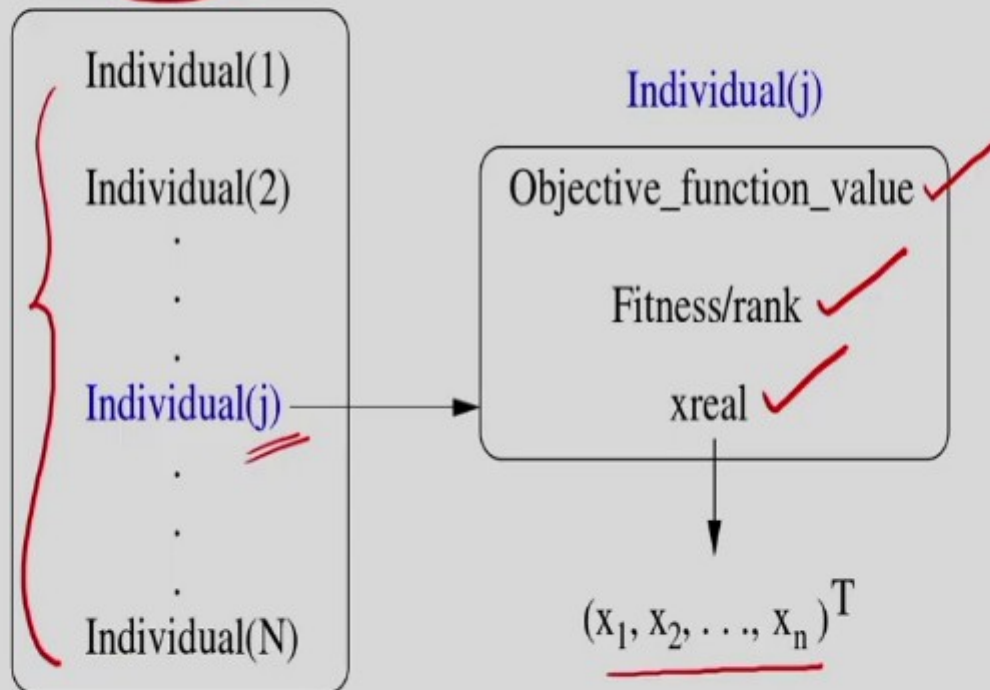 Individual(1)
Individual(2)
.
.
.
Individual(j)
.
.
.
Individual(N)
Individual(j)
Objective_function_value
Fitness/rank
xreal
(x₁, x₂, . . ., xₙ)ᵀ